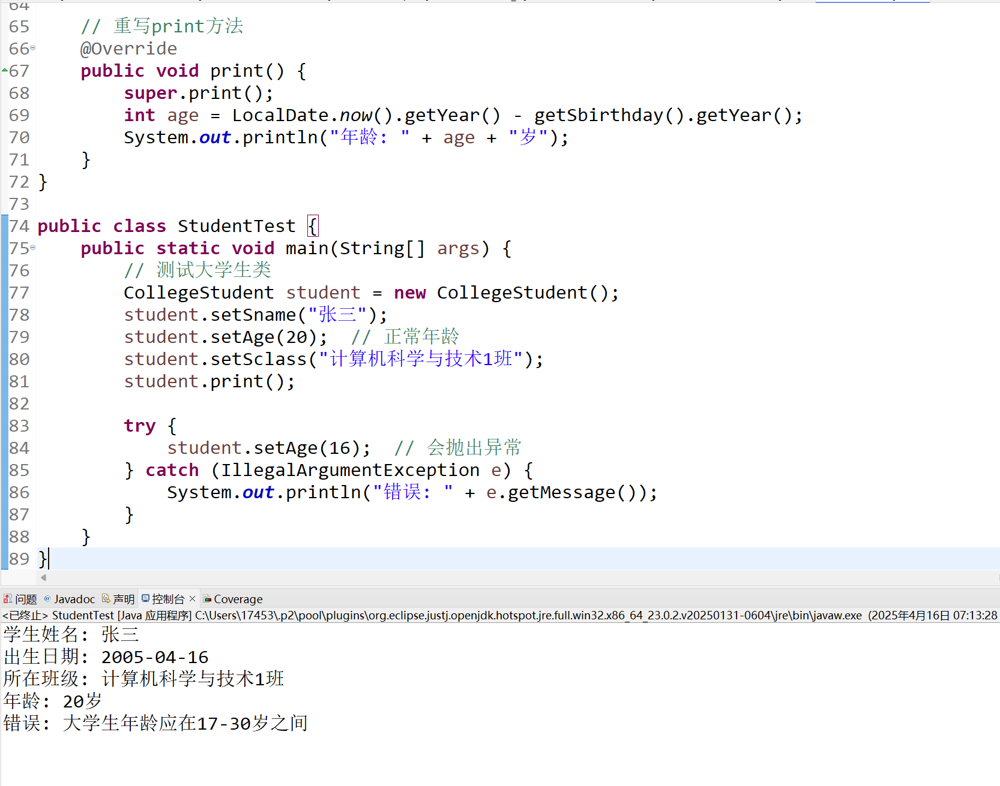 64
65 // 重写print方法
66 @Override
67 public void print() {
68 super.print();
69 int age = LocalDate.now().getYear() - getSbirthday().getYear();
70 System.out.println("年龄: " + age + "岁");
71 }
72 }
73
74 public class StudentTest {
75 public static void main(String[] args) {
76 // 测试大学生类
77 CollegeStudent student = new CollegeStudent();
78 student.setSname("张三");
79 student.setAge(20); // 正常年龄
80 student.setSclass("计算机科学与技术1班");
81 student.print();
82
83 try {
84 student.setAge(16); // 会抛出异常
85 } catch (IllegalArgumentException e) {
86 System.out.println("错误: " + e.getMessage());
87 }
88 }
89 }
问题 @ Javadoc 声明 控制台 × Coverage
<已终止> StudentTest [Java 应用程序] C:\Users\17453\.p2\pool\plugins\org.eclipse.justj.openjdk.hotspot.jre.full.win32.x86_64_23.0.2.v20250131-0604\jre\bin\javaw.exe (2025年4月16日 07:13:28
学生姓名: 张三
出生日期: 2005-04-16
所在班级: 计算机科学与技术1班
年龄: 20岁
错误: 大学生年龄应在17-30岁之间